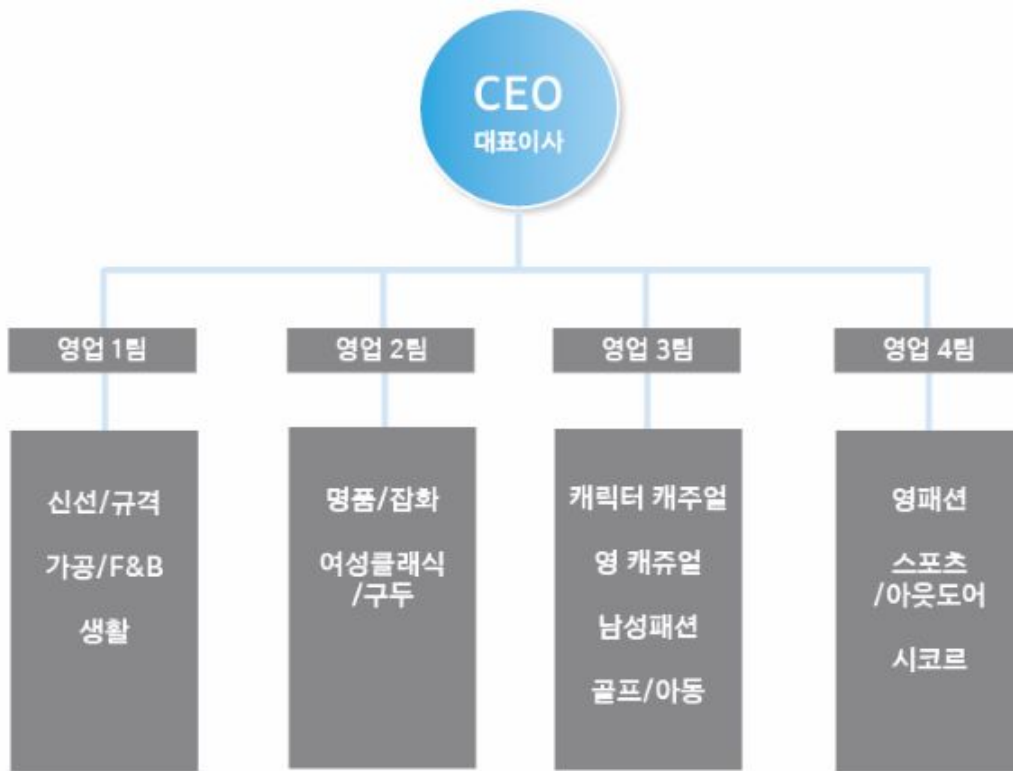 CEO
대표이사
영업 1팀
영업 2팀
영업 3팀
영업 4팀
신선/규격
가공/F&B
생활
명품/잡화
여성클래식
/구두
캐릭터 캐주얼
영 캐쥬얼
남성패션
골프/아동
영패션
스포츠
/아웃도어
시코르